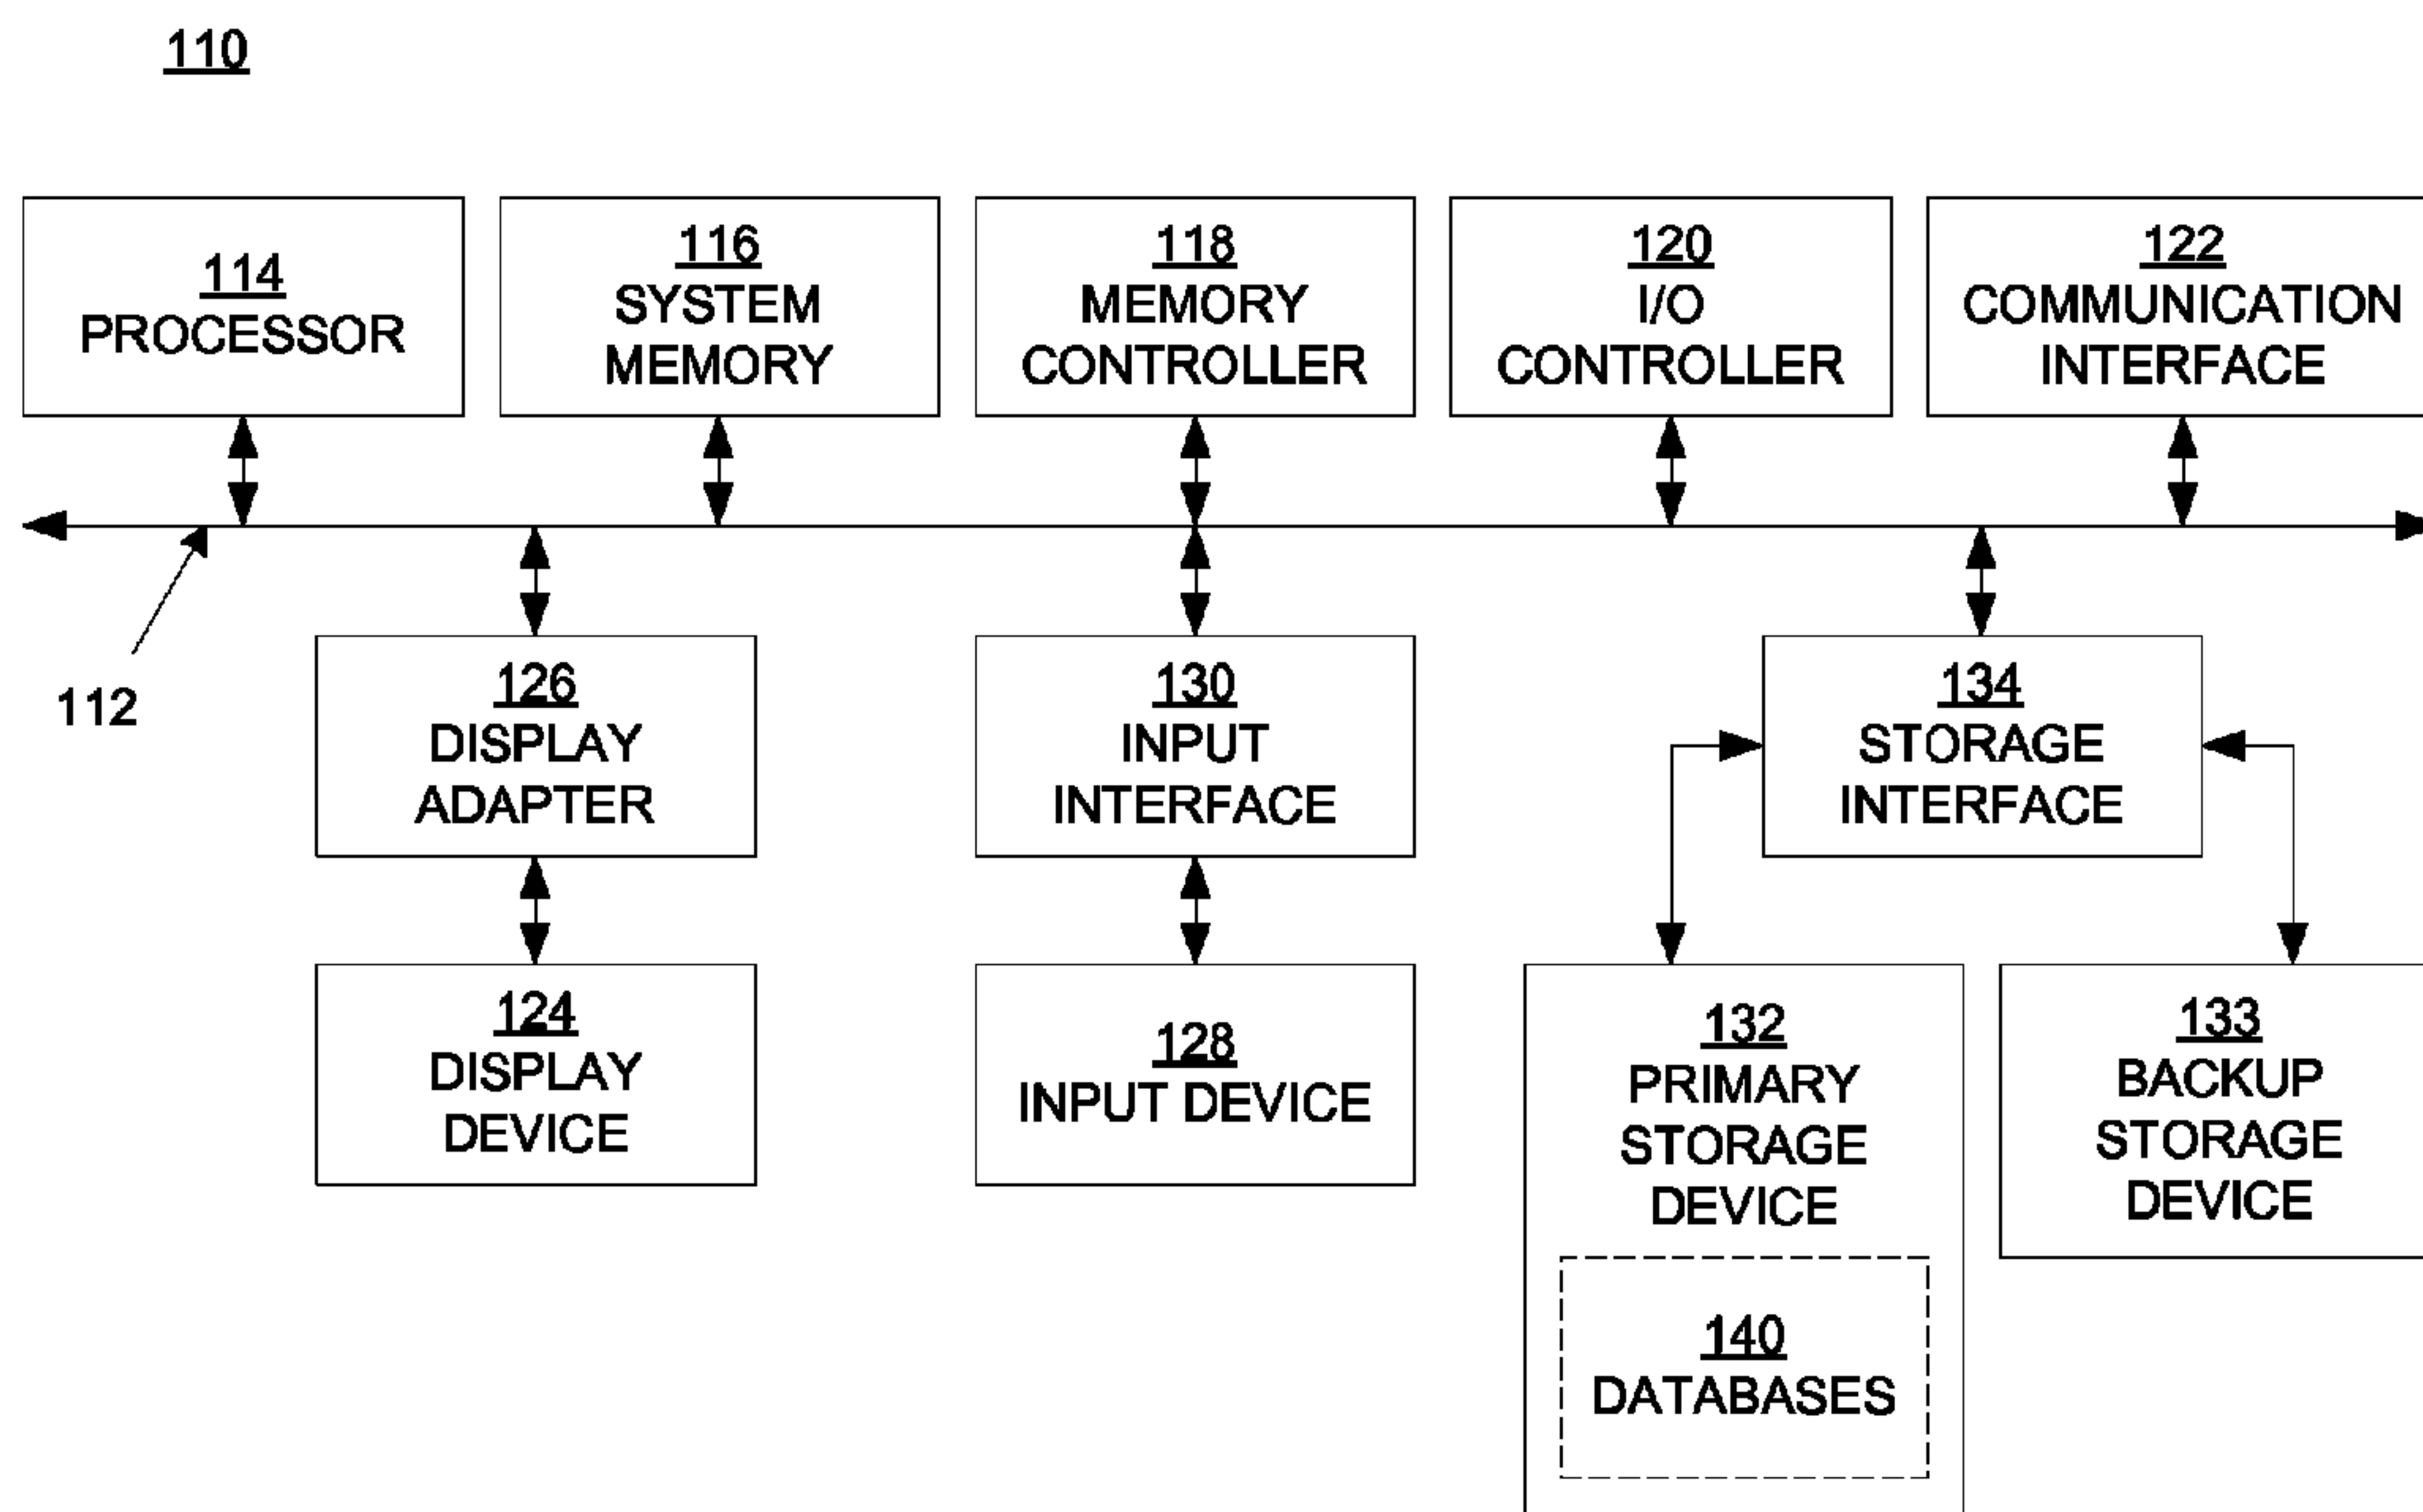 110
114
PROCESSOR
116
SYSTEM
MEMORY
118
MEMORY
CONTROLLER
120
I/O
CONTROLLER
122
COMMUNICATION
INTERFACE
112
126
DISPLAY
ADAPTER
130
INPUT
INTERFACE
134
STORAGE
INTERFACE
124
DISPLAY
DEVICE
128
INPUT DEVICE
132
PRIMARY
STORAGE
DEVICE
140
DATABASES
133
BACKUP
STORAGE
DEVICE